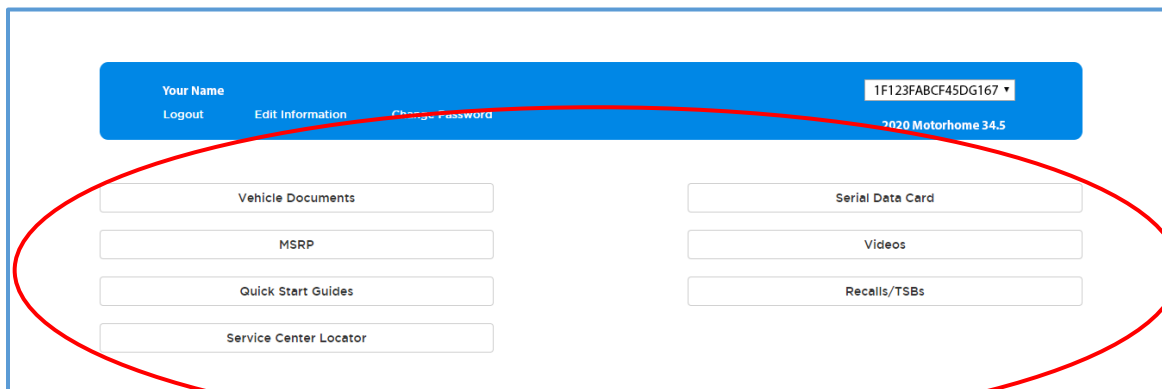 Your Name
1F123FABCF45DG167
Logout Edit Information Change Password
2020 Motorhome 34.5
Vehicle Documents
Serial Data Card
MSRP
Videos
Quick Start Guides
Recalls/TSBs
Service Center Locator